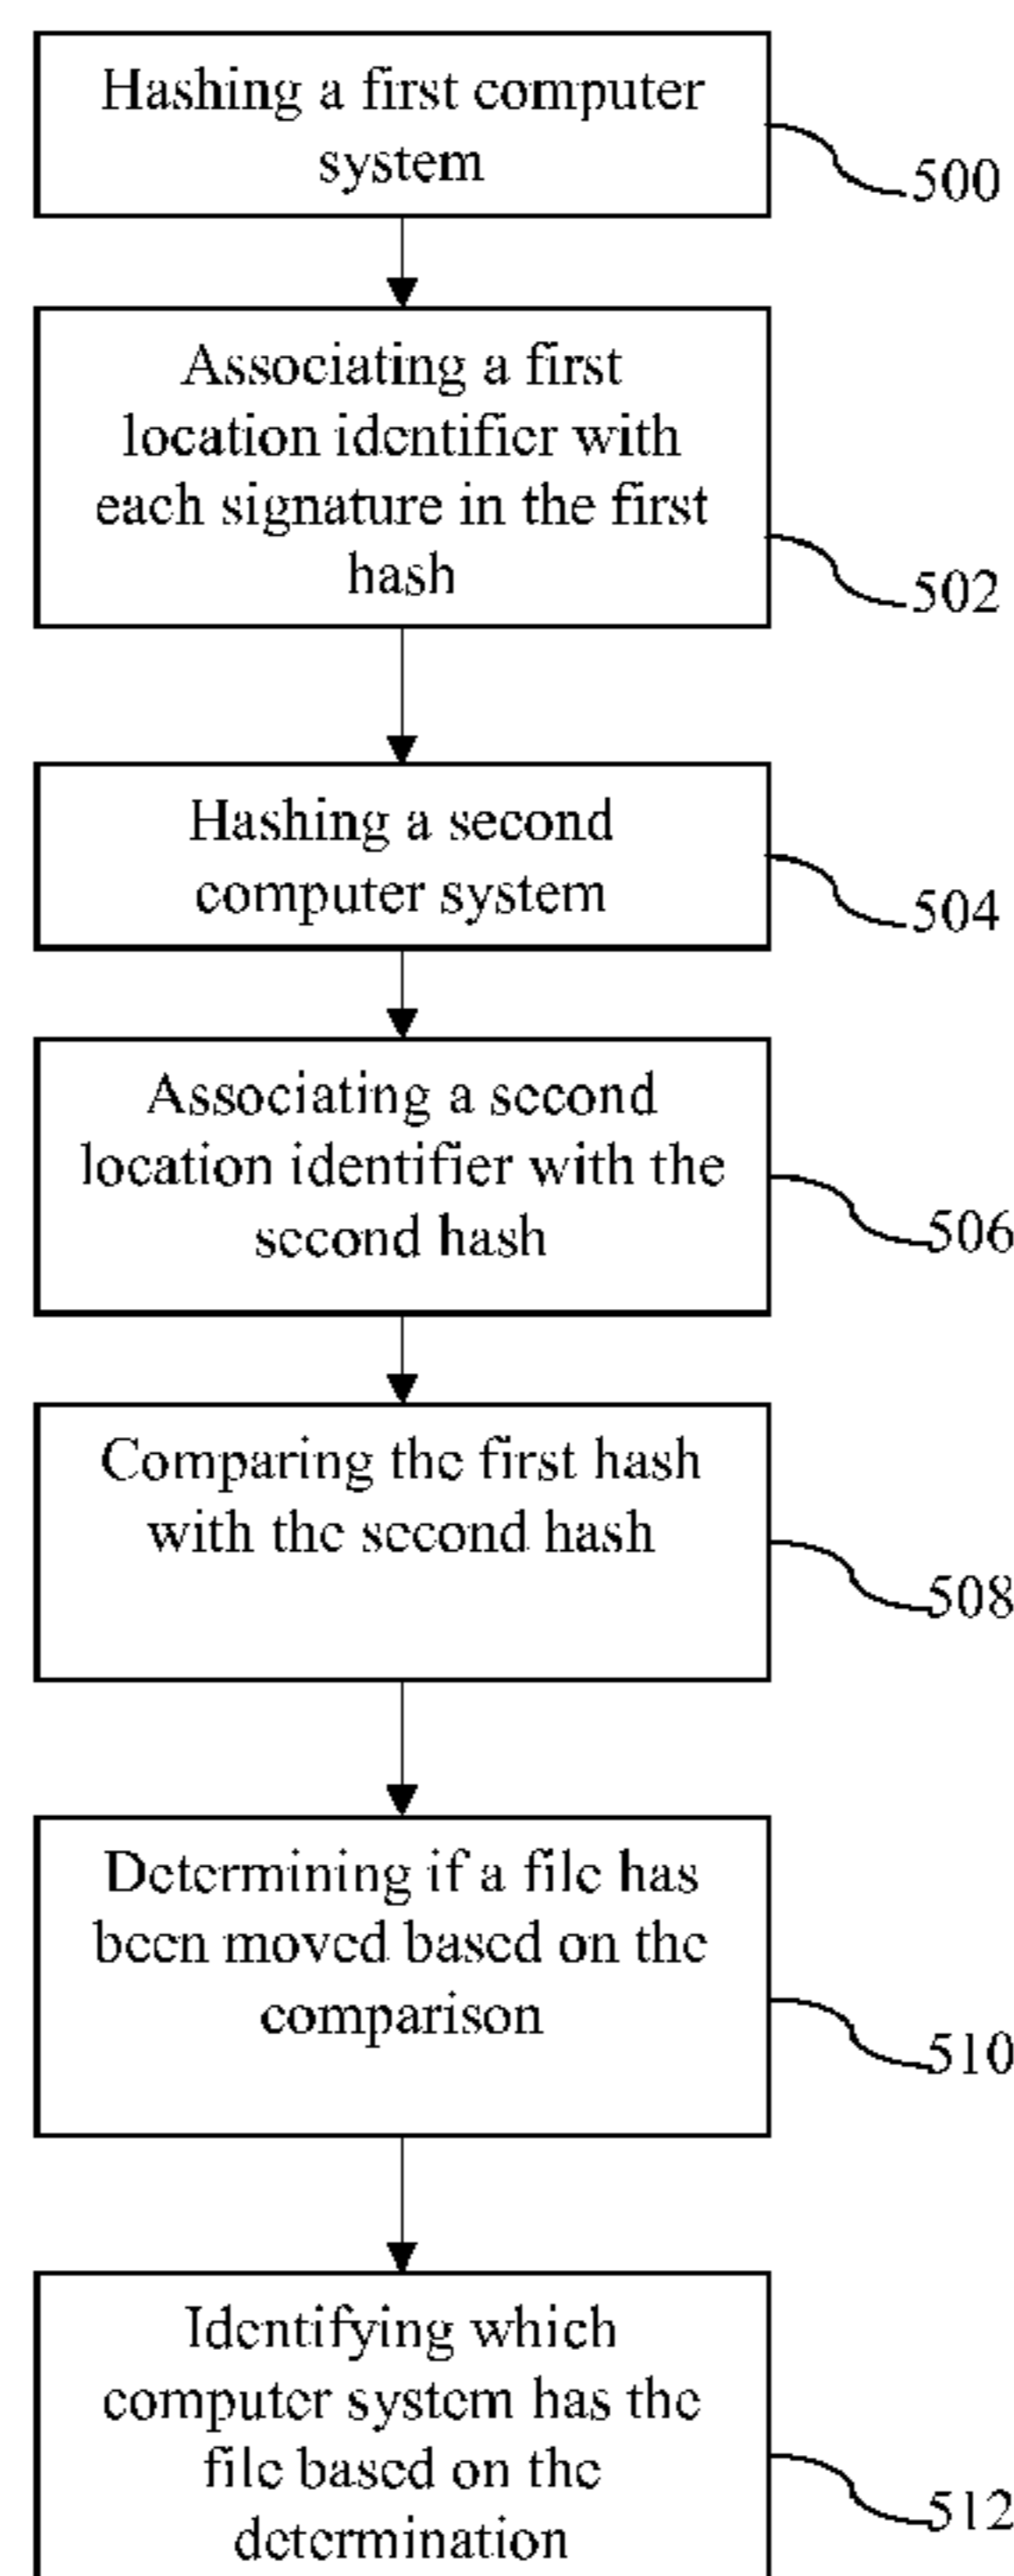 Hashing a first computer
system
500
Associating a first
location identifier with
each signature in the first
hash
502
Hashing a second
computer system
504
Associating a second
location identifier with the
second hash
506
Comparing the first hash
with the second hash
508
Determining if a file has
been moved based on the
comparison
510
Identifying which
computer system has the
file based on the
determination
512